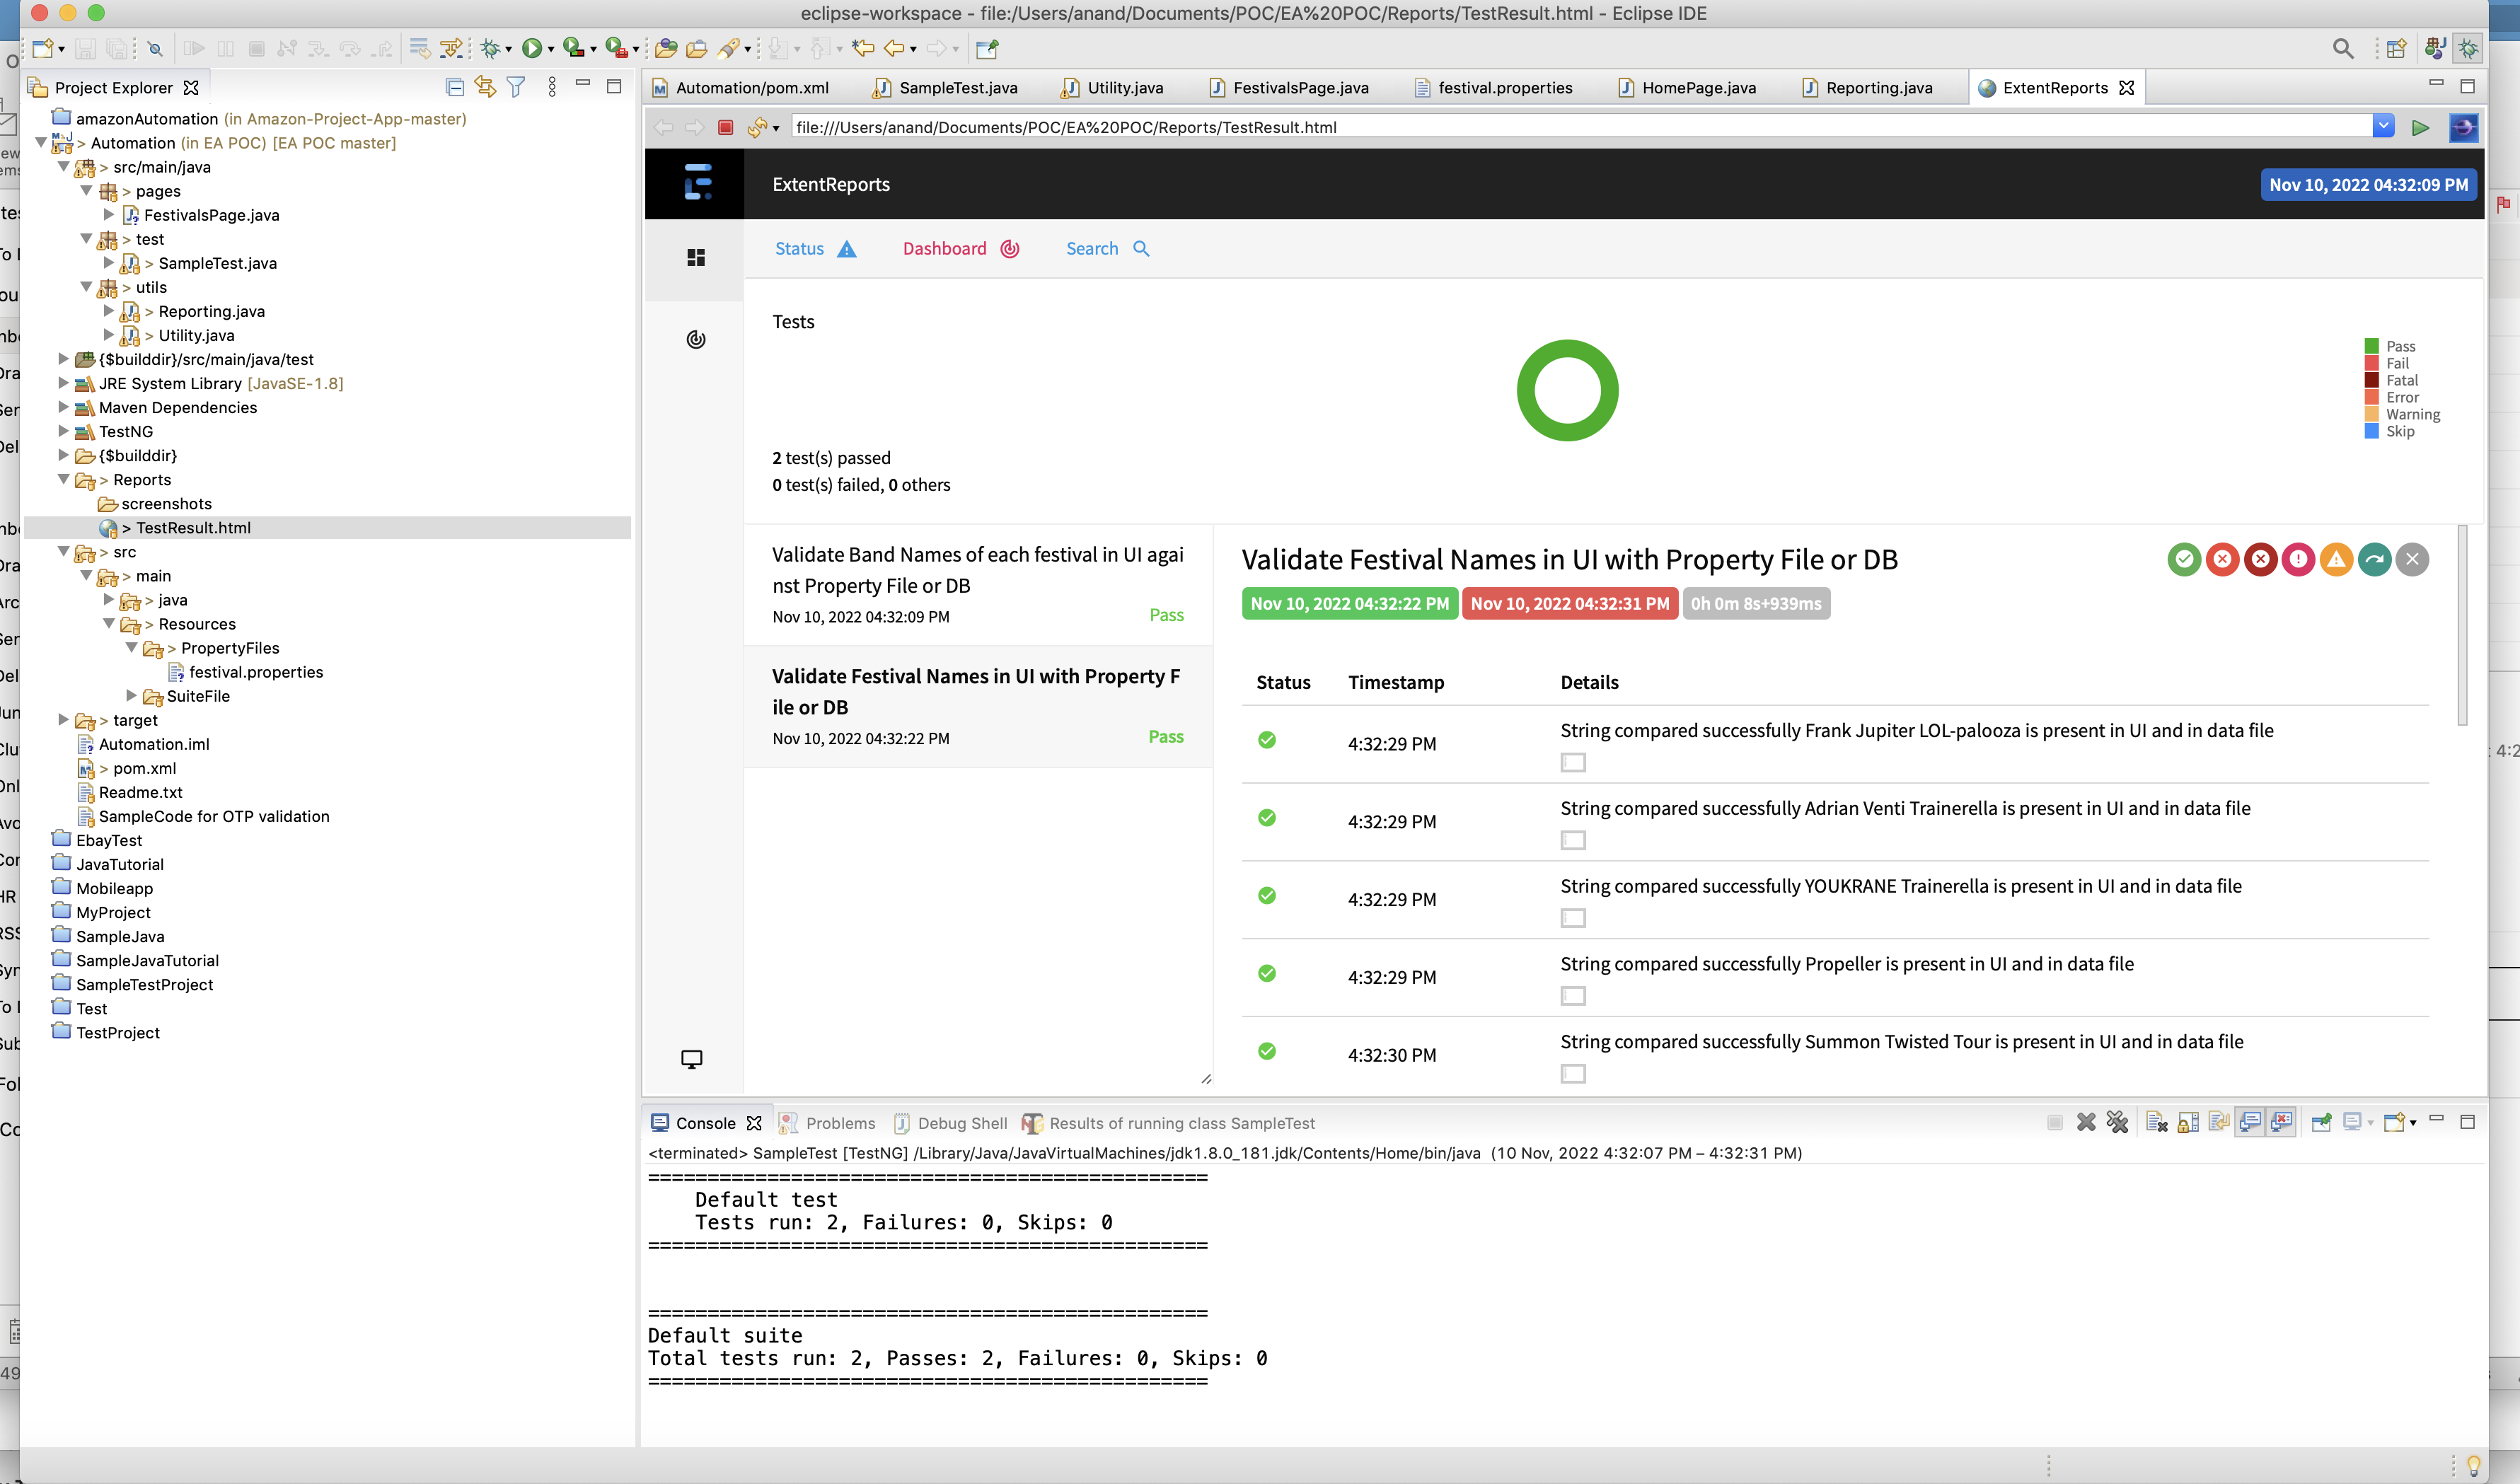 eclipse-workspace - file:/Users/anand/Documents/POC/EA%20POC/Reports/TestResult.html - Eclipse IDE
Project Explorer
amazonAutomation (in Amazon-Project-App-master)
> Automation (in EA POC) [EA POC master]
> src/main/java
> pages
FestivalsPage.java
> test
> SampleTest.java
> utils
> Reporting.java
> Utility.java
{$builddir}/src/main/java/test
JRE System Library [JavaSE-1.8]
Maven Dependencies
TestNG
{$builddir}
> Reports
screenshots
> TestResult.html
> src
> main
> java
> Resources
> PropertyFiles
festival.properties
SuiteFile
> target
Automation.iml
> pom.xml
Readme.txt
SampleCode for OTP validation
EbayTest
JavaTutorial
Mobileapp
MyProject
SampleJava
SampleJavaTutorial
SampleTestProject
Test
TestProject
Automation/pom.xml SampleTest.java Utility.java FestivalsPage.java festival.properties HomePage.java Reporting.java ExtentReports
file:///Users/anand/Documents/POC/EA%20POC/Reports/TestResult.html
ExtentReports
Nov 10, 2022 04:32:09 PM
Status Dashboard Search
Tests
Pass
Fail
Fatal
Error
Warning
Skip
2 test(s) passed
0 test(s) failed, 0 others
Validate Band Names of each festival in UI agai
nst Property File or DB
Nov 10, 2022 04:32:09 PM Pass
Validate Festival Names in UI with Property F
ile or DB
Nov 10, 2022 04:32:22 PM Pass
Validate Festival Names in UI with Property File or DB
Nov 10, 2022 04:32:22 PM Nov 10, 2022 04:32:31 PM 0h 0m 8s+939ms
Status Timestamp Details
4:32:29 PM String compared successfully Frank Jupiter LOL-palooza is present in UI and in data file
4:32:29 PM String compared successfully Adrian Venti Trainerella is present in UI and in data file
4:32:29 PM String compared successfully YOUKRANE Trainerella is present in UI and in data file
4:32:29 PM String compared successfully Propeller is present in UI and in data file
4:32:30 PM String compared successfully Summon Twisted Tour is present in UI and in data file
Console Problems Debug Shell Results of running class SampleTest
<terminated> SampleTest [TestNG] /Library/Java/JavaVirtualMachines/jdk1.8.0_181.jdk/Contents/Home/bin/java (10 Nov, 2022 4:32:07 PM – 4:32:31 PM)
===============================================
Default test
Tests run: 2, Failures: 0, Skips: 0
===============================================
===============================================
Default suite
Total tests run: 2, Passes: 2, Failures: 0, Skips: 0
===============================================